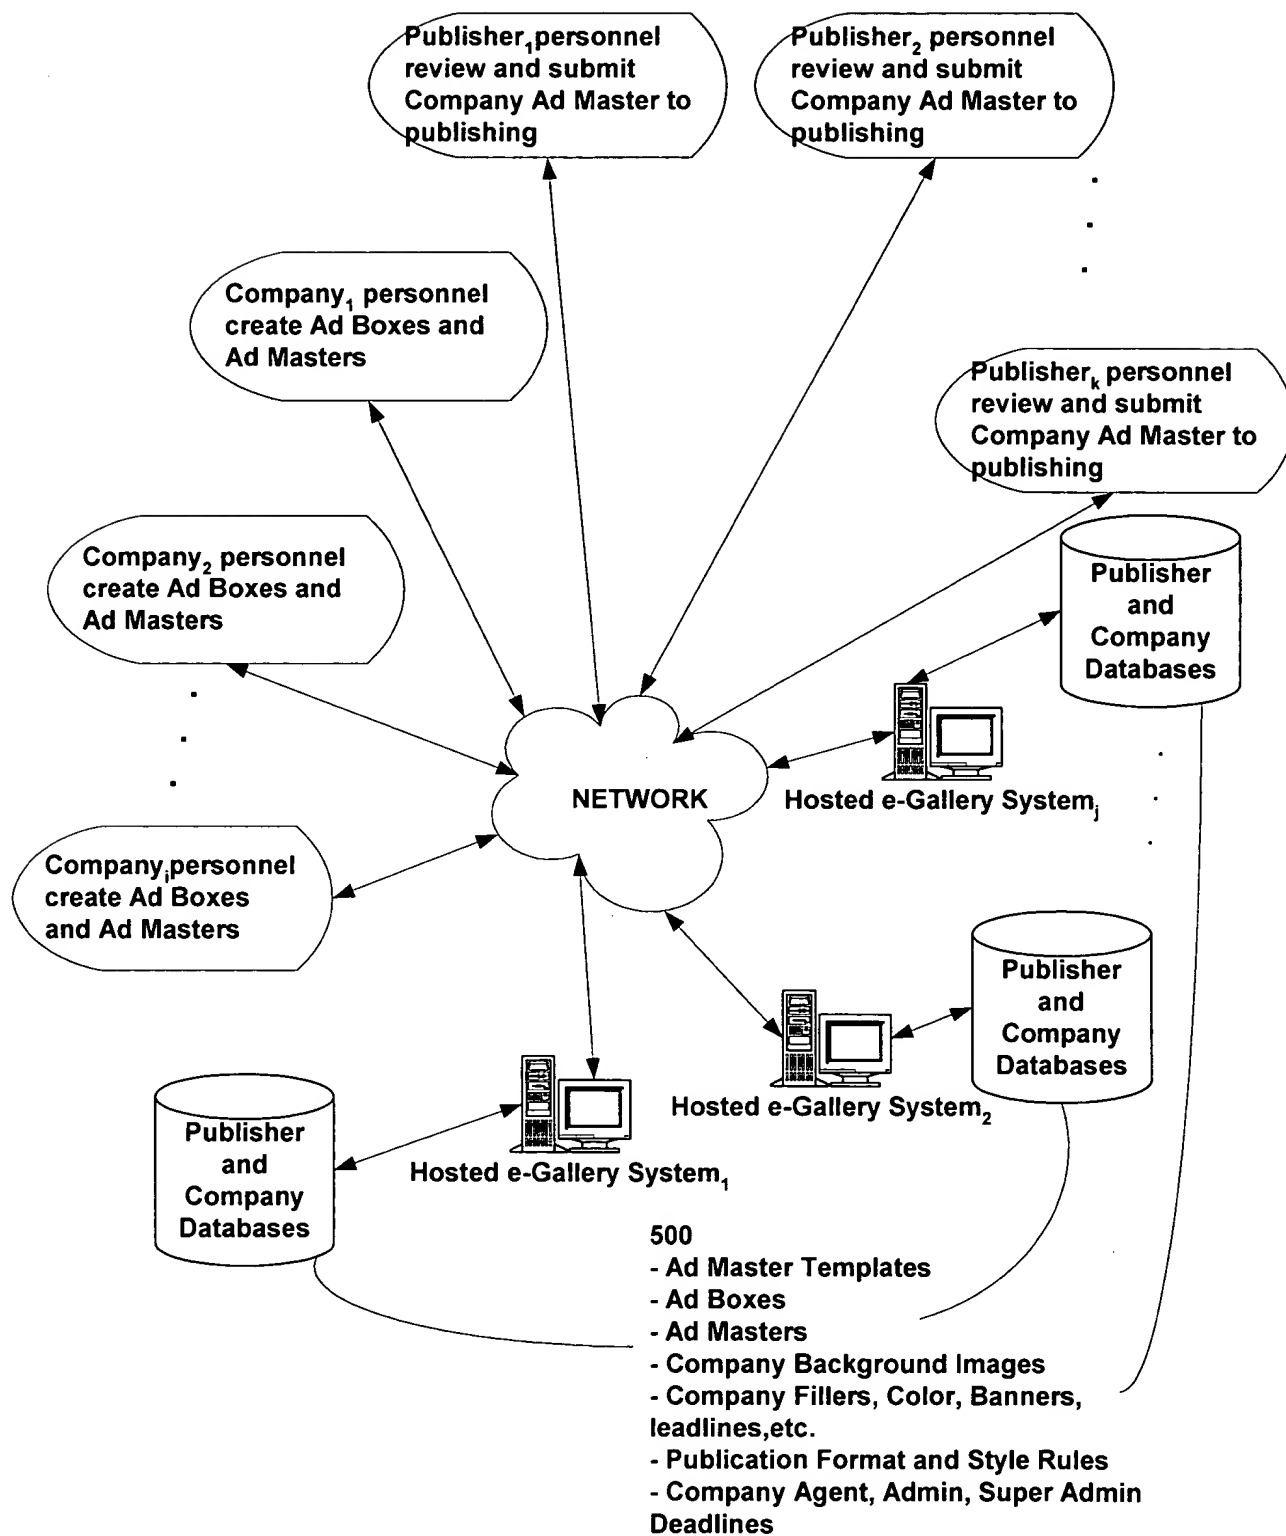 Publisher₁personnel
review and submit
Company Ad Master to
publishing
Publisher₂ personnel
review and submit
Company Ad Master to
publishing
Company₁ personnel
create Ad Boxes and
Ad Masters
Publisherₖ personnel
review and submit
Company Ad Master to
publishing
Company₂ personnel
create Ad Boxes and
Ad Masters
Publisher
and
Company
Databases
NETWORK
Hosted e-Gallery Systemⱼ
Companyᵢpersonnel
create Ad Boxes
and Ad Masters
Publisher
and
Company
Databases
Hosted e-Gallery System₂
Publisher
and
Company
Databases
Hosted e-Gallery System₁
500
- Ad Master Templates
- Ad Boxes
- Ad Masters
- Company Background Images
- Company Fillers, Color, Banners,
leadlines,etc.
- Publication Format and Style Rules
- Company Agent, Admin, Super Admin
Deadlines